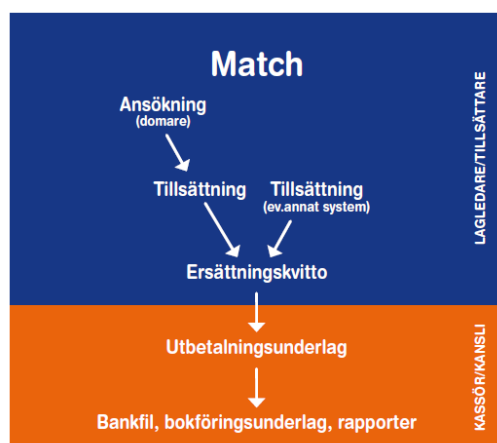 Match
Ansökning
(domare)
Tillsättning
Tillsättning
(ev.annat system)
Ersättningskvitto
LAGLEDARE/TILLSÄTTARE
Utbetalningsunderlag
Bankfil, bokföringsunderlag, rapporter
KASSÖR/KANSLI